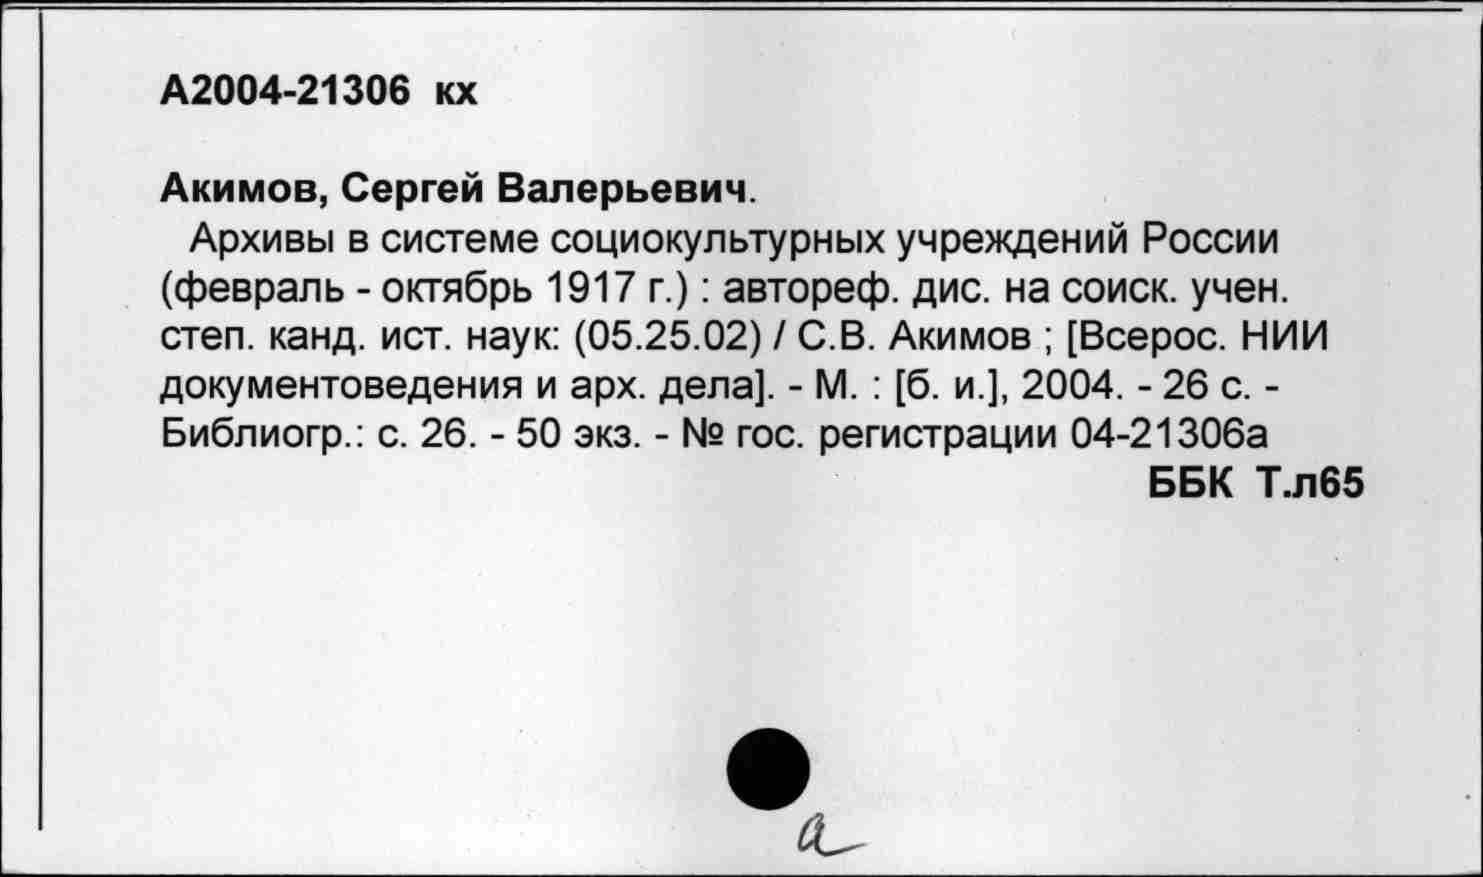 А2004-21306 кх
Акимов, Сергей Валерьевич.
Архивы в системе социокультурных учреждений России
(февраль - октябрь 1917 г.) : автореф. дис. на соиск. учен.
степ. канд. ист. наук: (05.25.02) / С.В. Акимов ; [Всерос. НИИ
документоведения и арх. дела]. - М. : [б. и.], 2004. - 26 с. -
Библиогр.: с. 26. - 50 экз. - № гос. регистрации 04-21306а
ББК Т.л65
а